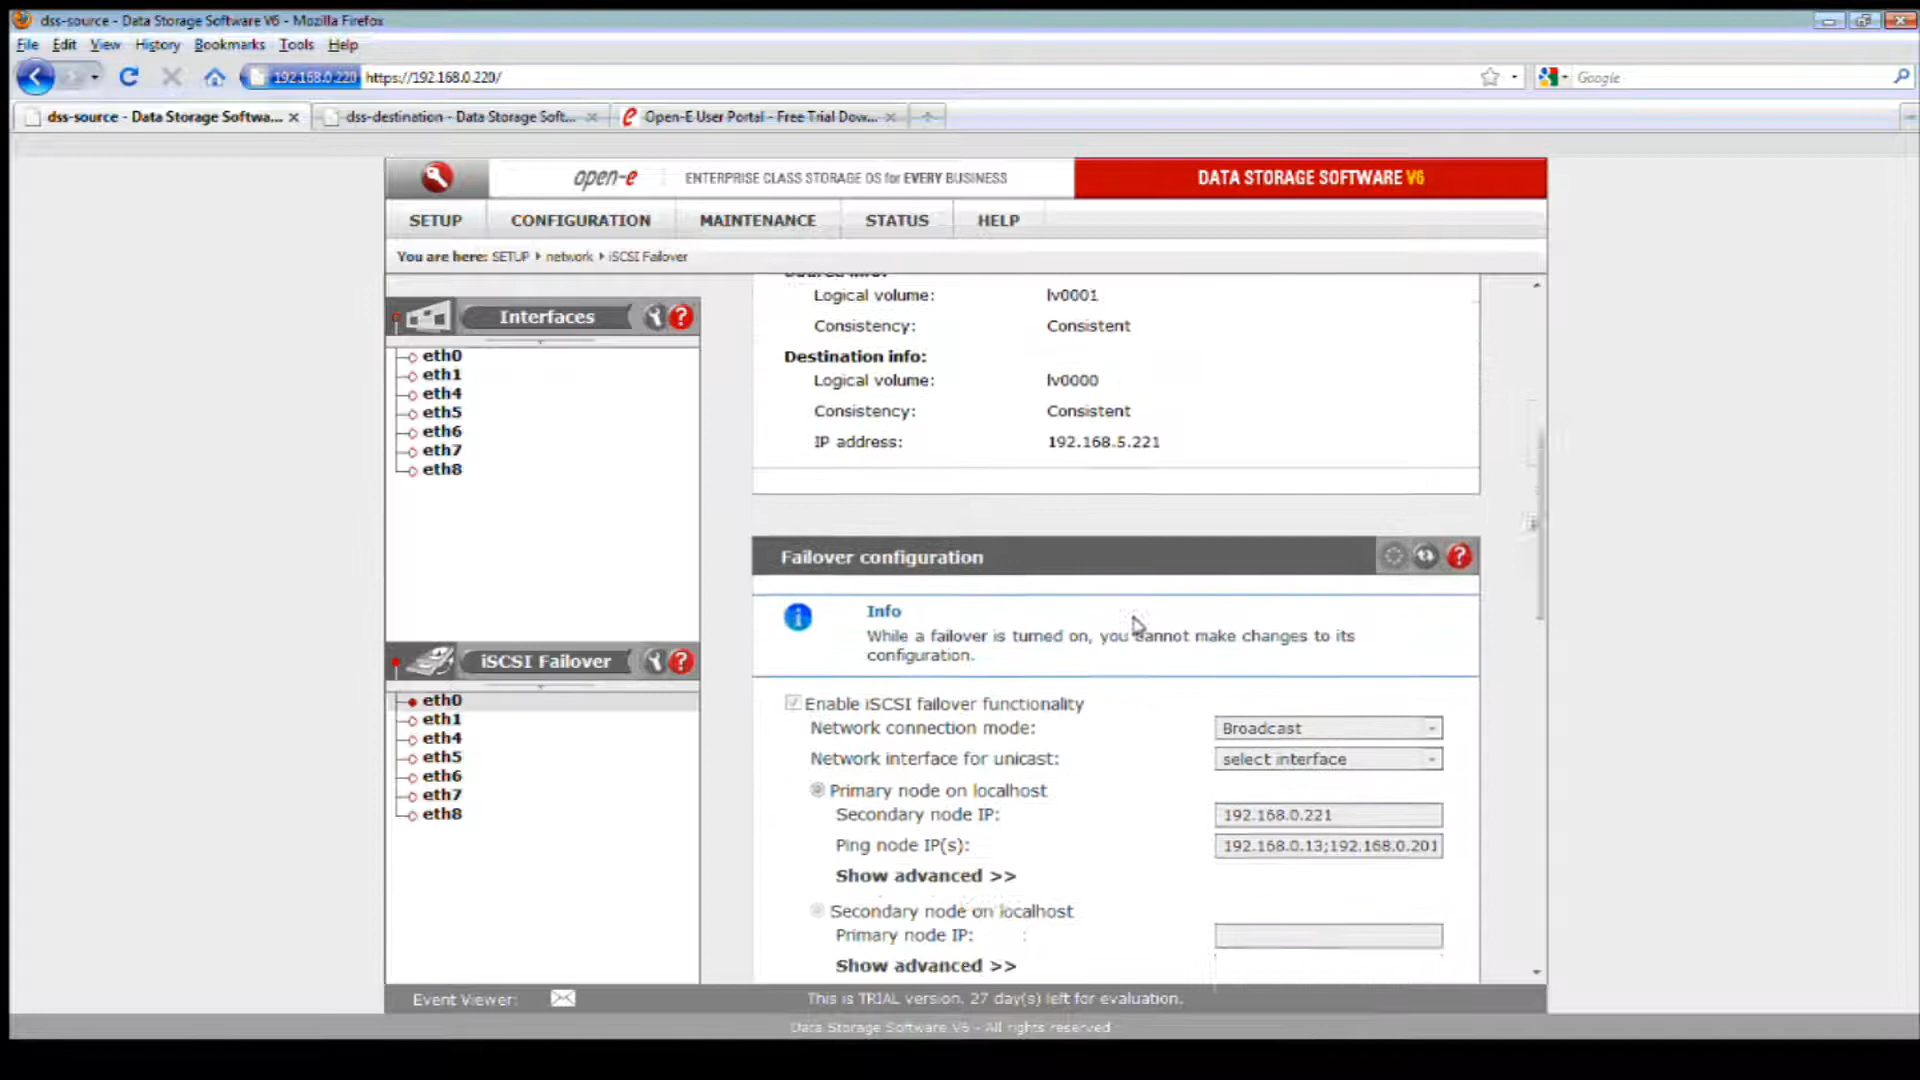 dss-source - Data Storage Software V6 - Mozilla Firefox
File Edit View History Bookmarks Tools Help
192.168.0.220 https://192.168.0.220/
Google
dss-source - Data Storage Softwa...
dss-destination - Data Storage Soft...
e Open-E User Portal - Free Trial Dow...
open-e ENTERPRISE CLASS STORAGE OS for EVERY BUSINESS
DATA STORAGE SOFTWARE V6
SETUP CONFIGURATION MAINTENANCE STATUS HELP
You are here: SETUP network iSCSI Failover
Interfaces ?
eth0
eth1
eth4
eth5
eth6
eth7
eth8
iSCSI Failover ?
eth0
eth1
eth4
eth5
eth6
eth7
eth8
Logical volume: lv0001
Consistency: Consistent
Destination info:
Logical volume: lv0000
Consistency: Consistent
IP address: 192.168.5.221
Failover configuration ?
i Info
While a failover is turned on, you cannot make changes to its
configuration.
Enable iSCSI failover functionality
Network connection mode: Broadcast
Network interface for unicast: select interface
Primary node on localhost
Secondary node IP: 192.168.0.221
Ping node IP(s): 192.168.0.13;192.168.0.201
Show advanced >>
Secondary node on localhost
Primary node IP:
Show advanced >>
Event Viewer:
This is TRIAL version. 27 day(s) left for evaluation.
Data Storage Software V6 - All rights reserved